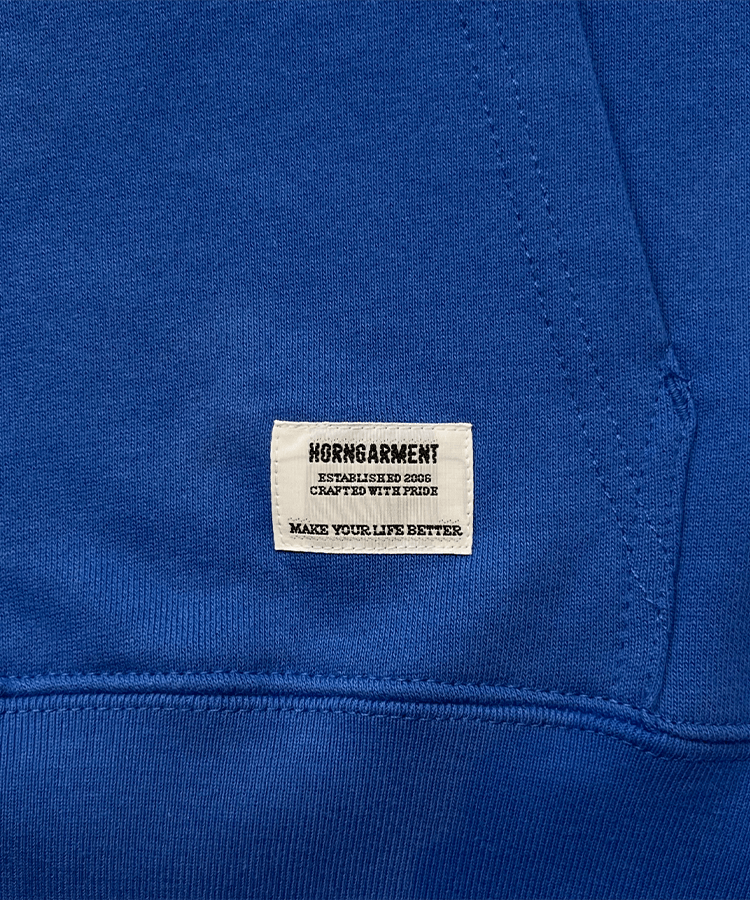 HORNGARMENT
ESTABLISHED 2006
CRAFTED WITH PRIDE
MAKE YOUR LIFE BETTER